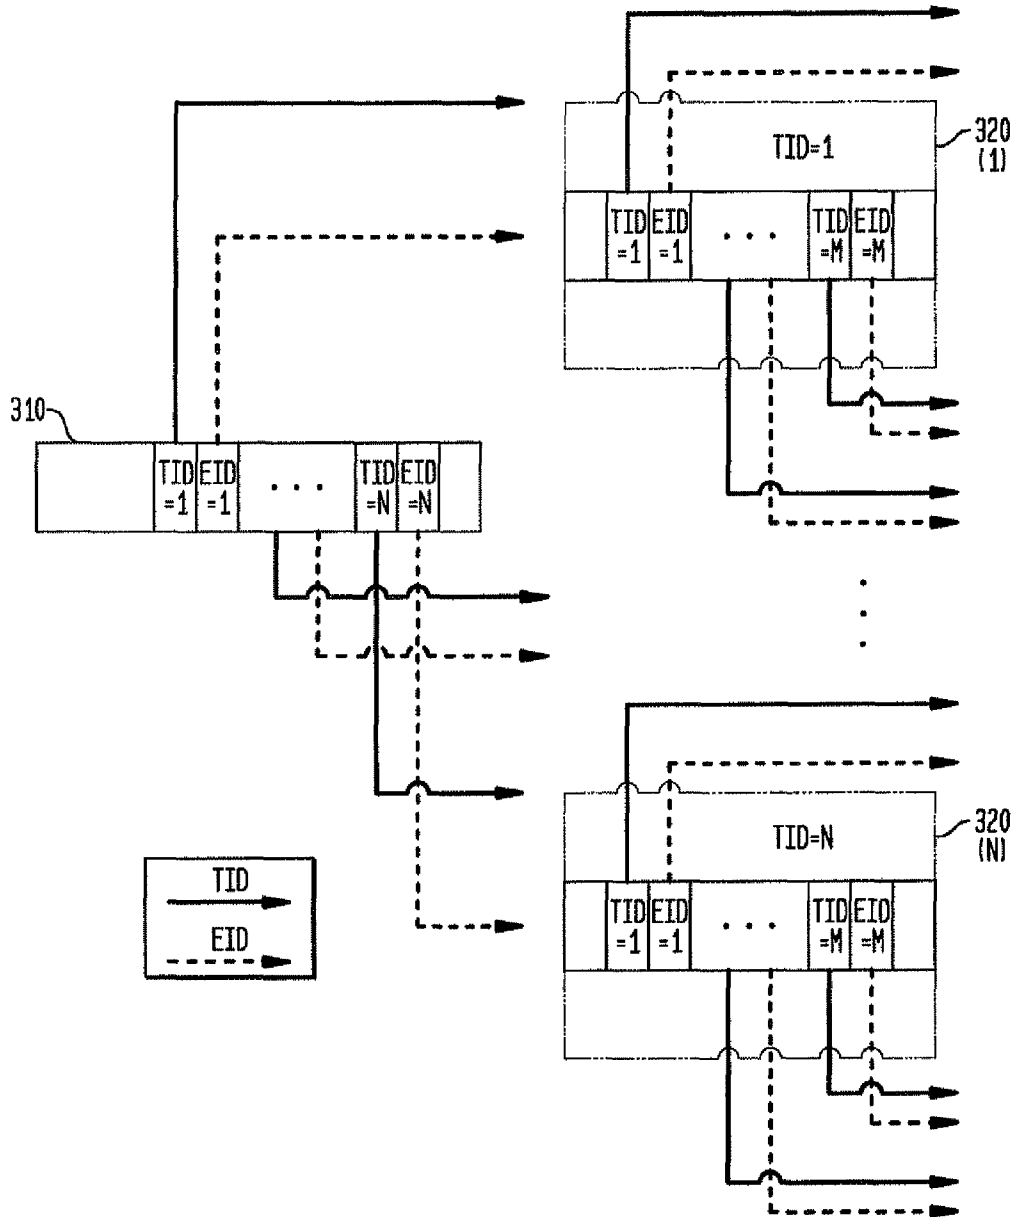 TID=1
320
(1)
TID
=1
EID
=1
. . .
TID
=M
EID
=M
310
TID
=1
EID
=1
. . .
TID
=N
EID
=N
TID=N
320
(N)
TID
=1
EID
=1
. . .
TID
=M
EID
=M
TID
EID